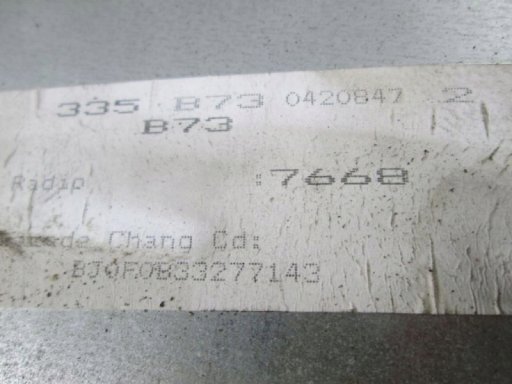 335 B73 0420847 2
B73
Radio :7668
Chang Cd:
BJ0F0B33277143